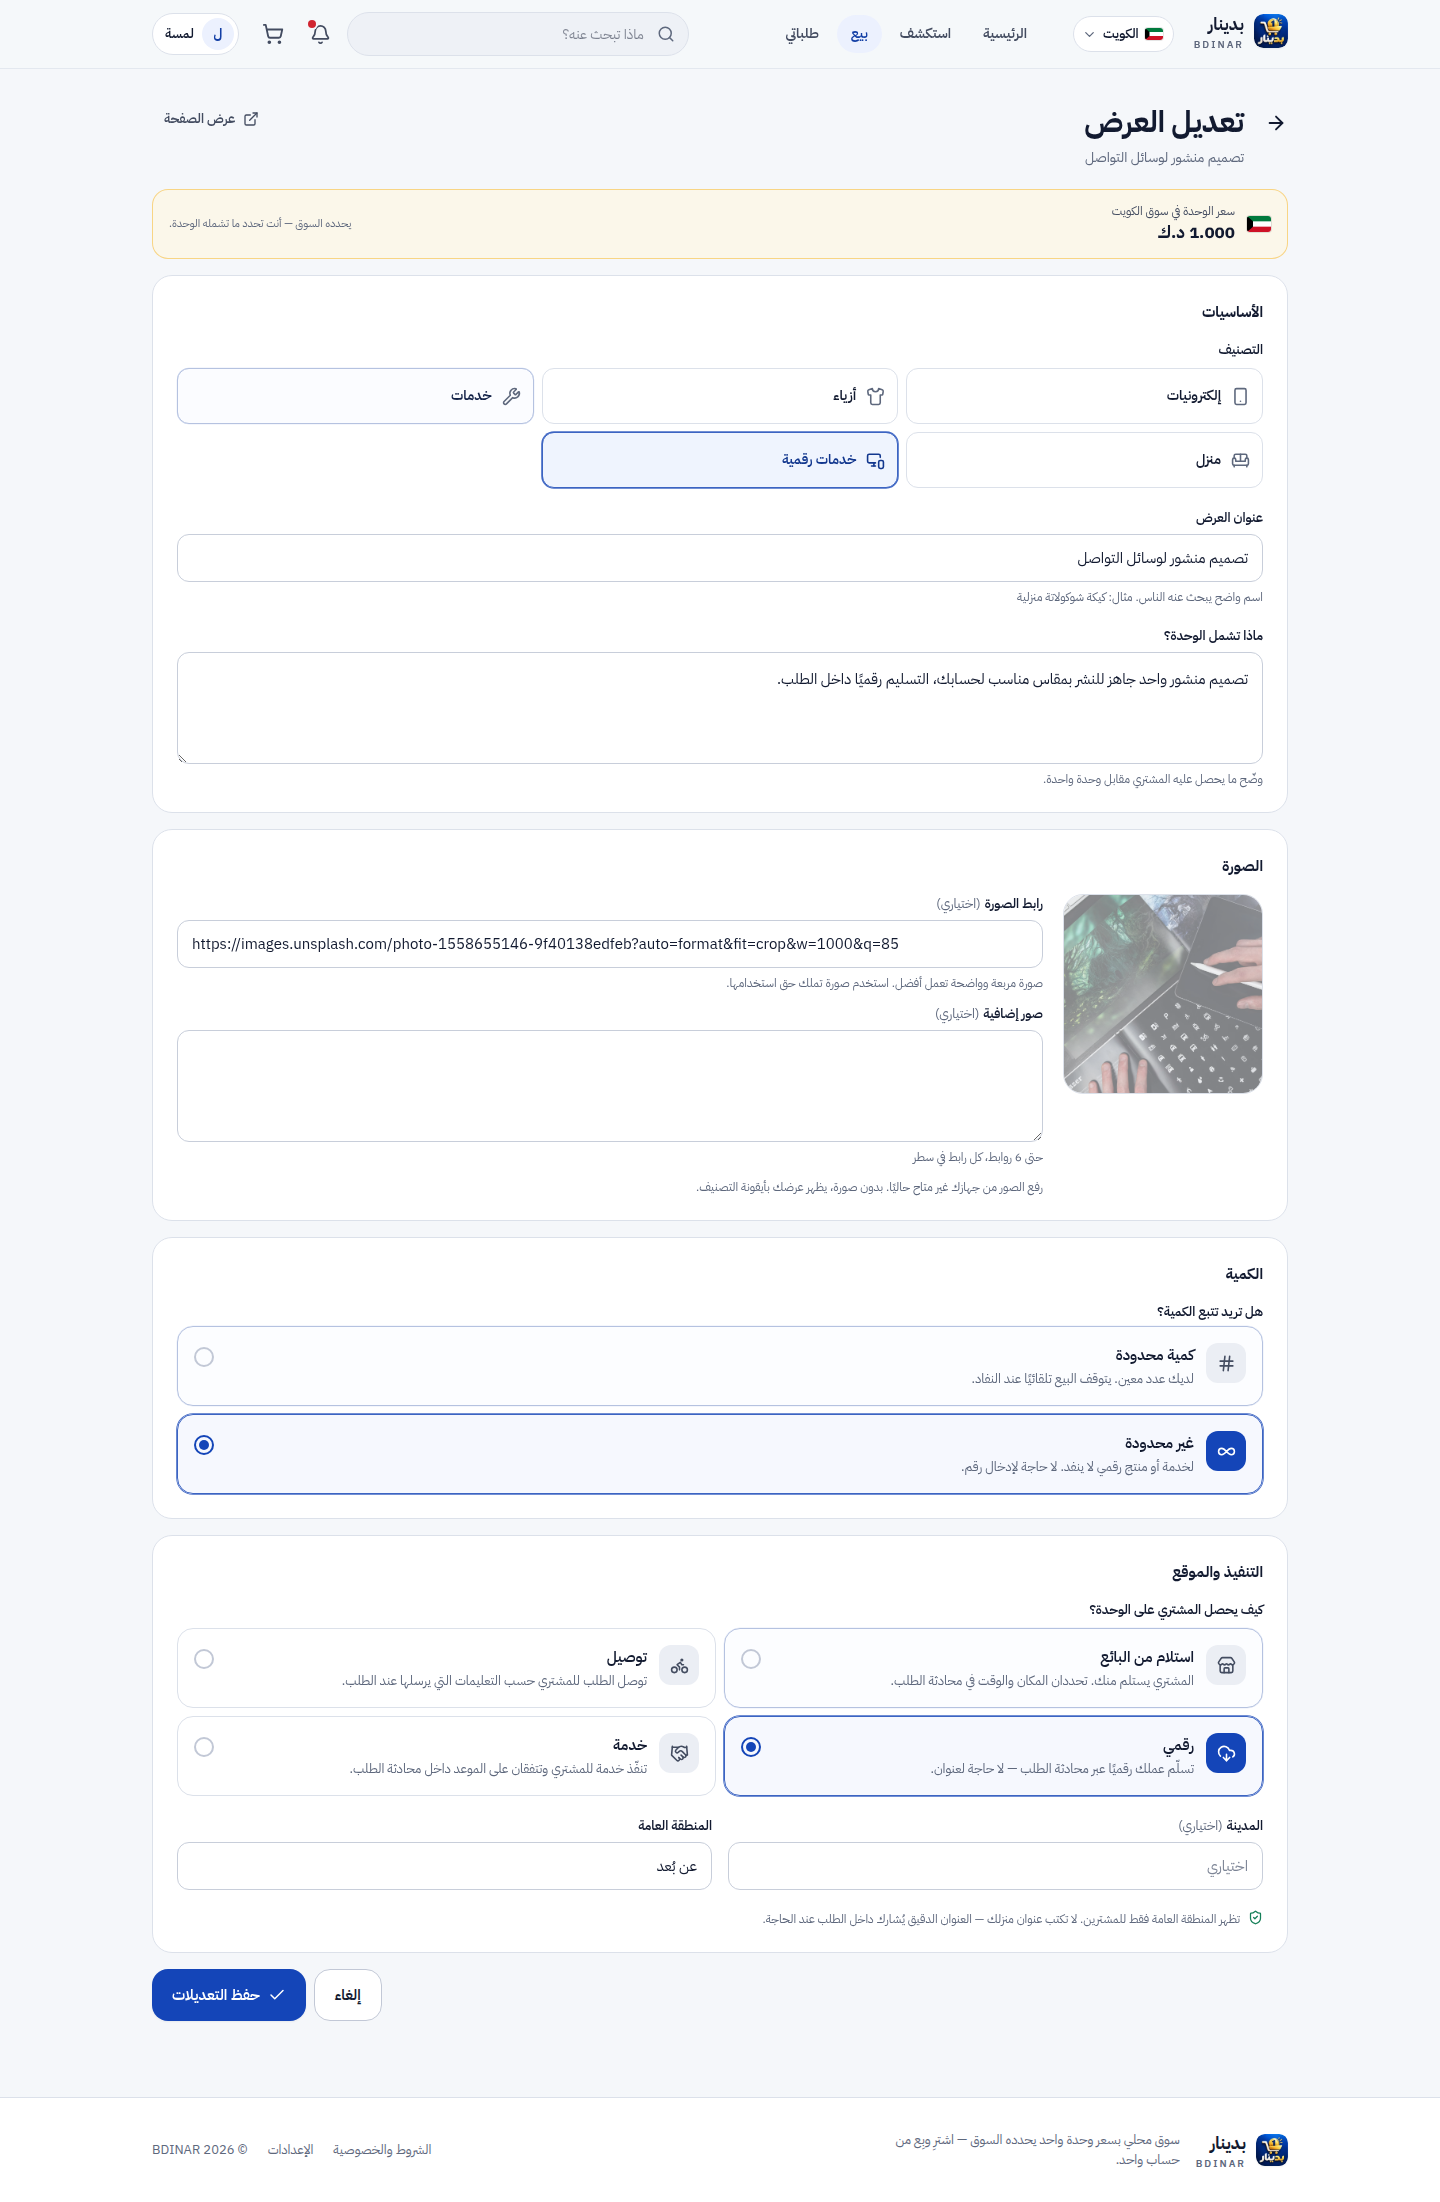 بدينار
BDINAR
الكويت
الرئيسية
استكشف
بيع
طلباتي
ماذا تبحث عنه؟
ل
لمسة
تعديل العرض
تصميم منشور لوسائل التواصل
عرض الصفحة
سعر الوحدة في سوق الكويت
1.000 د.ك
يحدده السوق — أنت تحدد ما تشمله الوحدة.
الأساسيات
التصنيف
إلكترونيات
أزياء
خدمات
منزل
خدمات رقمية
عنوان العرض
تصميم منشور لوسائل التواصل
اسم واضح يبحث عنه الناس. مثال: كيكة شوكولاتة منزلية
ماذا تشمل الوحدة؟
تصميم منشور واحد جاهز للنشر بمقاس مناسب لحسابك، التسليم رقميًا داخل الطلب.
وضّح ما يحصل عليه المشتري مقابل وحدة واحدة.
الصورة
رابط الصورة (اختياري)
https://images.unsplash.com/photo-1558655146-9f40138edfeb?auto=format&fit=crop&w=1000&q=85
صورة مربعة وواضحة تعمل أفضل. استخدم صورة تملك حق استخدامها.
صور إضافية (اختياري)
حتى 6 روابط، كل رابط في سطر
رفع الصور من جهازك غير متاح حاليًا. بدون صورة، يظهر عرضك بأيقونة التصنيف.
الكمية
هل تريد تتبع الكمية؟
كمية محدودة
لديك عدد معين. يتوقف البيع تلقائيًا عند النفاد.
غير محدودة
لخدمة أو منتج رقمي لا ينفد. لا حاجة لإدخال رقم.
التنفيذ والموقع
كيف يحصل المشتري على الوحدة؟
استلام من البائع
المشتري يستلم منك. تحددان المكان والوقت في محادثة الطلب.
توصيل
توصل الطلب للمشتري حسب التعليمات التي يرسلها عند الطلب.
رقمي
تسلّم عملك رقميًا عبر محادثة الطلب — لا حاجة لعنوان.
خدمة
تنفّذ خدمة للمشتري وتتفقان على الموعد داخل محادثة الطلب.
المدينة (اختياري)
اختياري
المنطقة العامة
عن بُعد
تظهر المنطقة العامة فقط للمشترين. لا تكتب عنوان منزلك — العنوان الدقيق يُشارك داخل الطلب عند الحاجة.
إلغاء
حفظ التعديلات
بدينار
BDINAR
سوق محلي بسعر وحدة واحد يحدده السوق — اشترِ وبِع من
حساب واحد.
الشروط والخصوصية
الإعدادات
© 2026 BDINAR